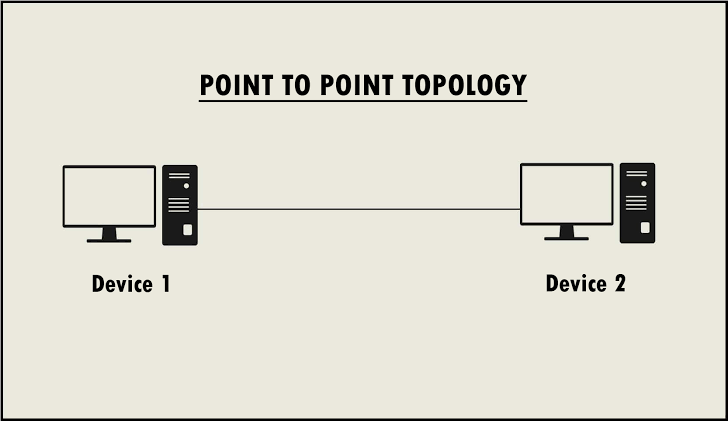 POINT TO POINT TOPOLOGY
Device 1
Device 2